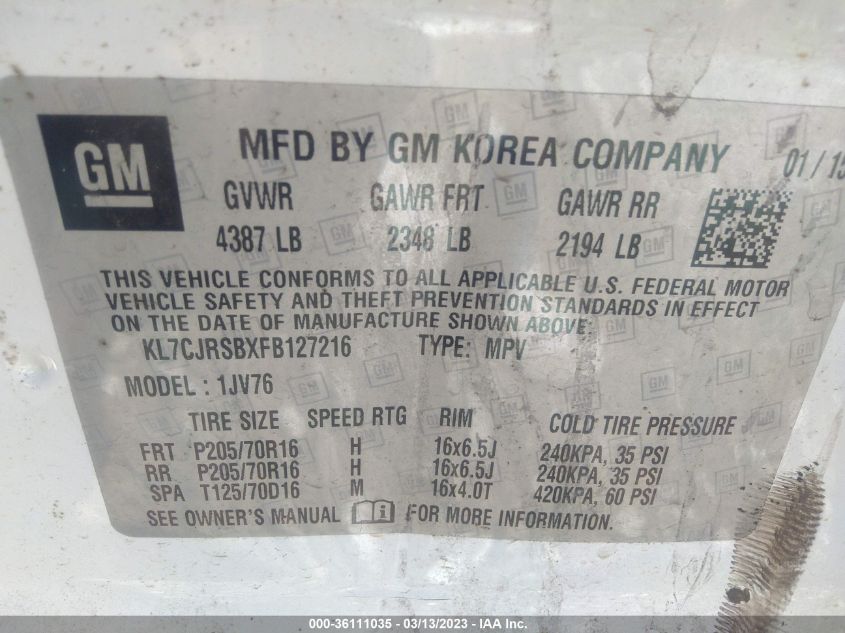 GM
MFD BY GM KOREA COMPANY 01/15
GVWR GAWR FRT GAWR RR
4387 LB 2348 LB 2194 LB
THIS VEHICLE CONFORMS TO ALL APPLICABLE U.S. FEDERAL MOTOR
VEHICLE SAFETY AND THEFT PREVENTION STANDARDS IN EFFECT
ON THE DATE OF MANUFACTURE SHOWN ABOVE:
KL7CJRSBXFB127216 TYPE: MPV
MODEL : 1JV76
TIRE SIZE SPEED RTG RIM COLD TIRE PRESSURE
FRT P205/70R16 H 16x6.5J 240KPA, 35 PSI
RR P205/70R16 H 16x6.5J 240KPA, 35 PSI
SPA T125/70D16 M 16x4.0T 420KPA, 60 PSI
SEE OWNER'S MANUAL i FOR MORE INFORMATION.
000-36111035 - 03/13/2023 - IAA Inc.